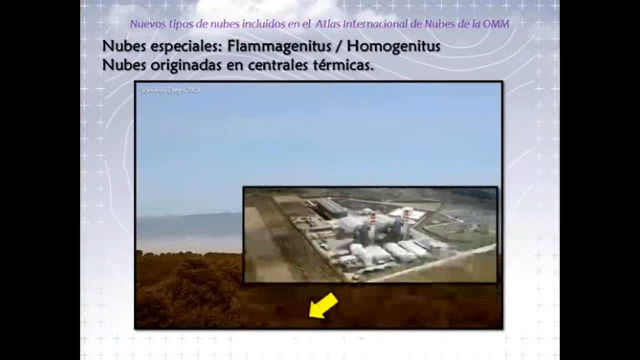 Nuevos tipos de nubes incluidos en el Atlas Internacional de Nubes de la OMM
Nubes especiales: Flammagenitus / Homogenitus
Nubes originadas en centrales térmicas.